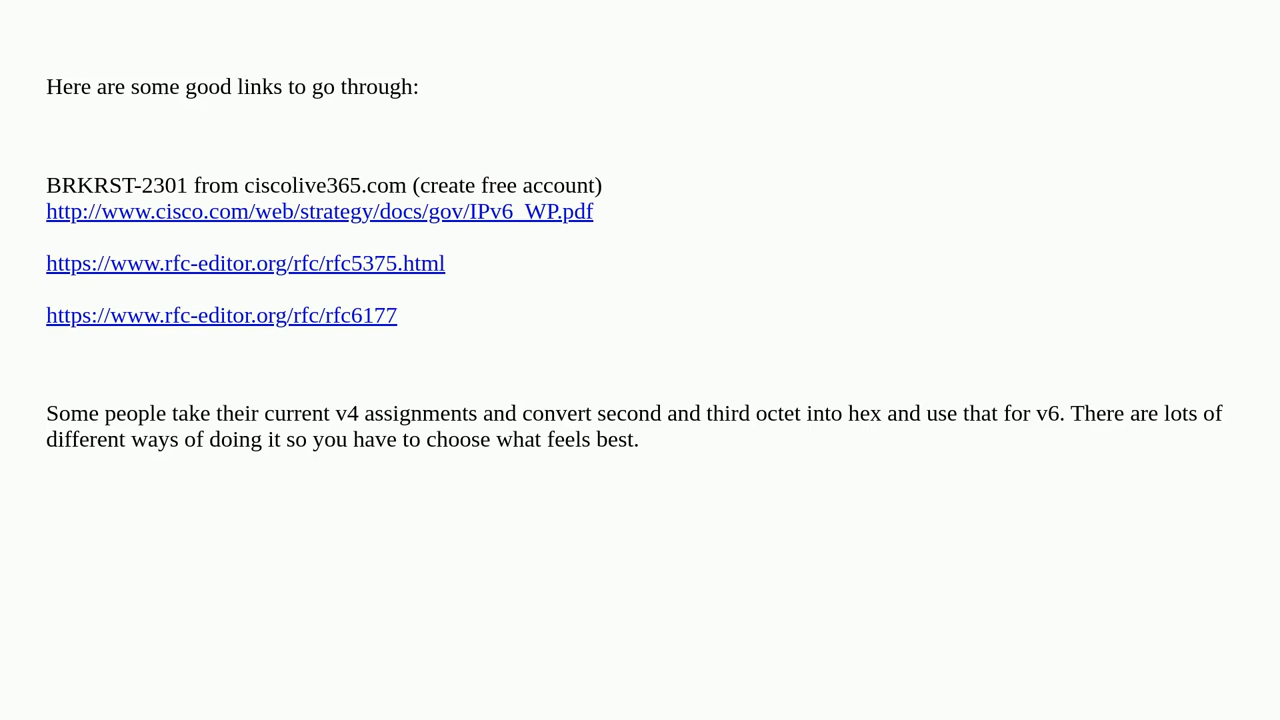 Here are some good links to go through:
BRKRST-2301 from ciscolive365.com (create free account)
http://www.cisco.com/web/strategy/docs/gov/IPv6_WP.pdf
https://www.rfc-editor.org/rfc/rfc5375.html
https://www.rfc-editor.org/rfc/rfc6177
Some people take their current v4 assignments and convert second and third octet into hex and use that for v6. There are lots of
different ways of doing it so you have to choose what feels best.